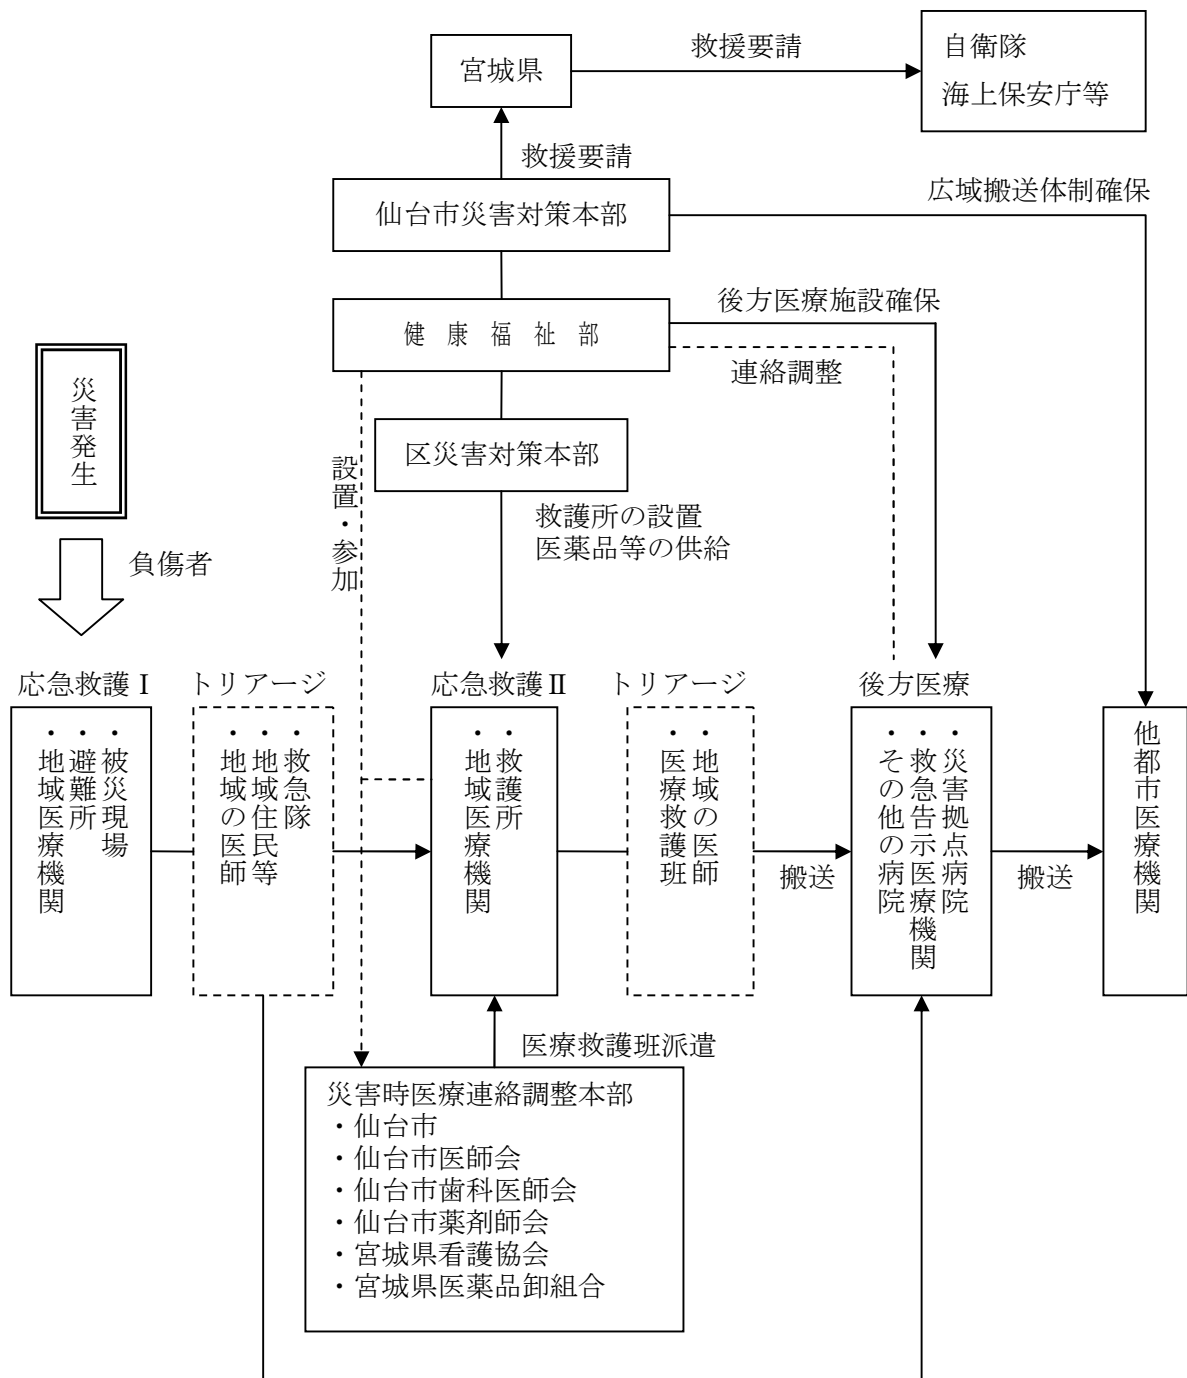 宮城県
救援要請
自衛隊
海上保安庁等
救援要請
仙台市災害対策本部
広域搬送体制確保
健康福祉部
後方医療施設確保
連絡調整
災害発生
区災害対策本部
設置・参加
救護所の設置
医薬品等の供給
負傷者
応急救護Ⅰ
・被災現場
・避難所
・地域医療機関
トリアージ
・救急隊
・地域住民等
・地域の医師
応急救護Ⅱ
・救護所
・地域医療機関
トリアージ
・地域の医師
・医療救護班
搬送
後方医療
・災害拠点病院
・救急告示医療機関
・その他の病院
搬送
他都市医療機関
医療救護班派遣
災害時医療連絡調整本部
・仙台市
・仙台市医師会
・仙台市歯科医師会
・仙台市薬剤師会
・宮城県看護協会
・宮城県医薬品卸組合